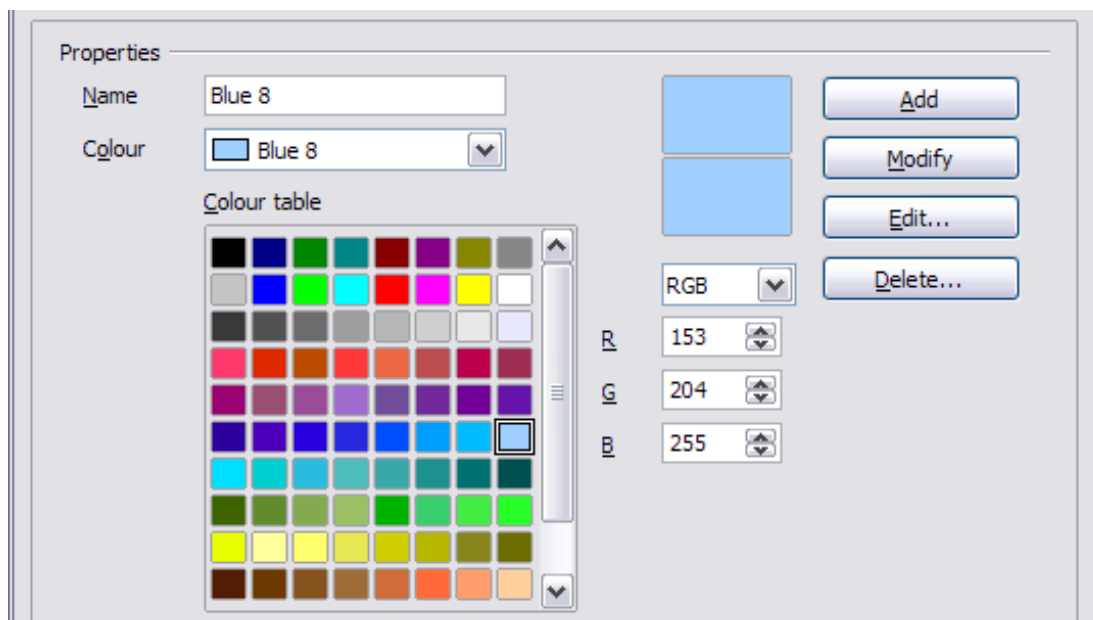 Properties
Name
Blue 8
Add
Colour
Blue 8
Modify
Colour table
Edit...
RGB
Delete...
R
153
G
204
B
255